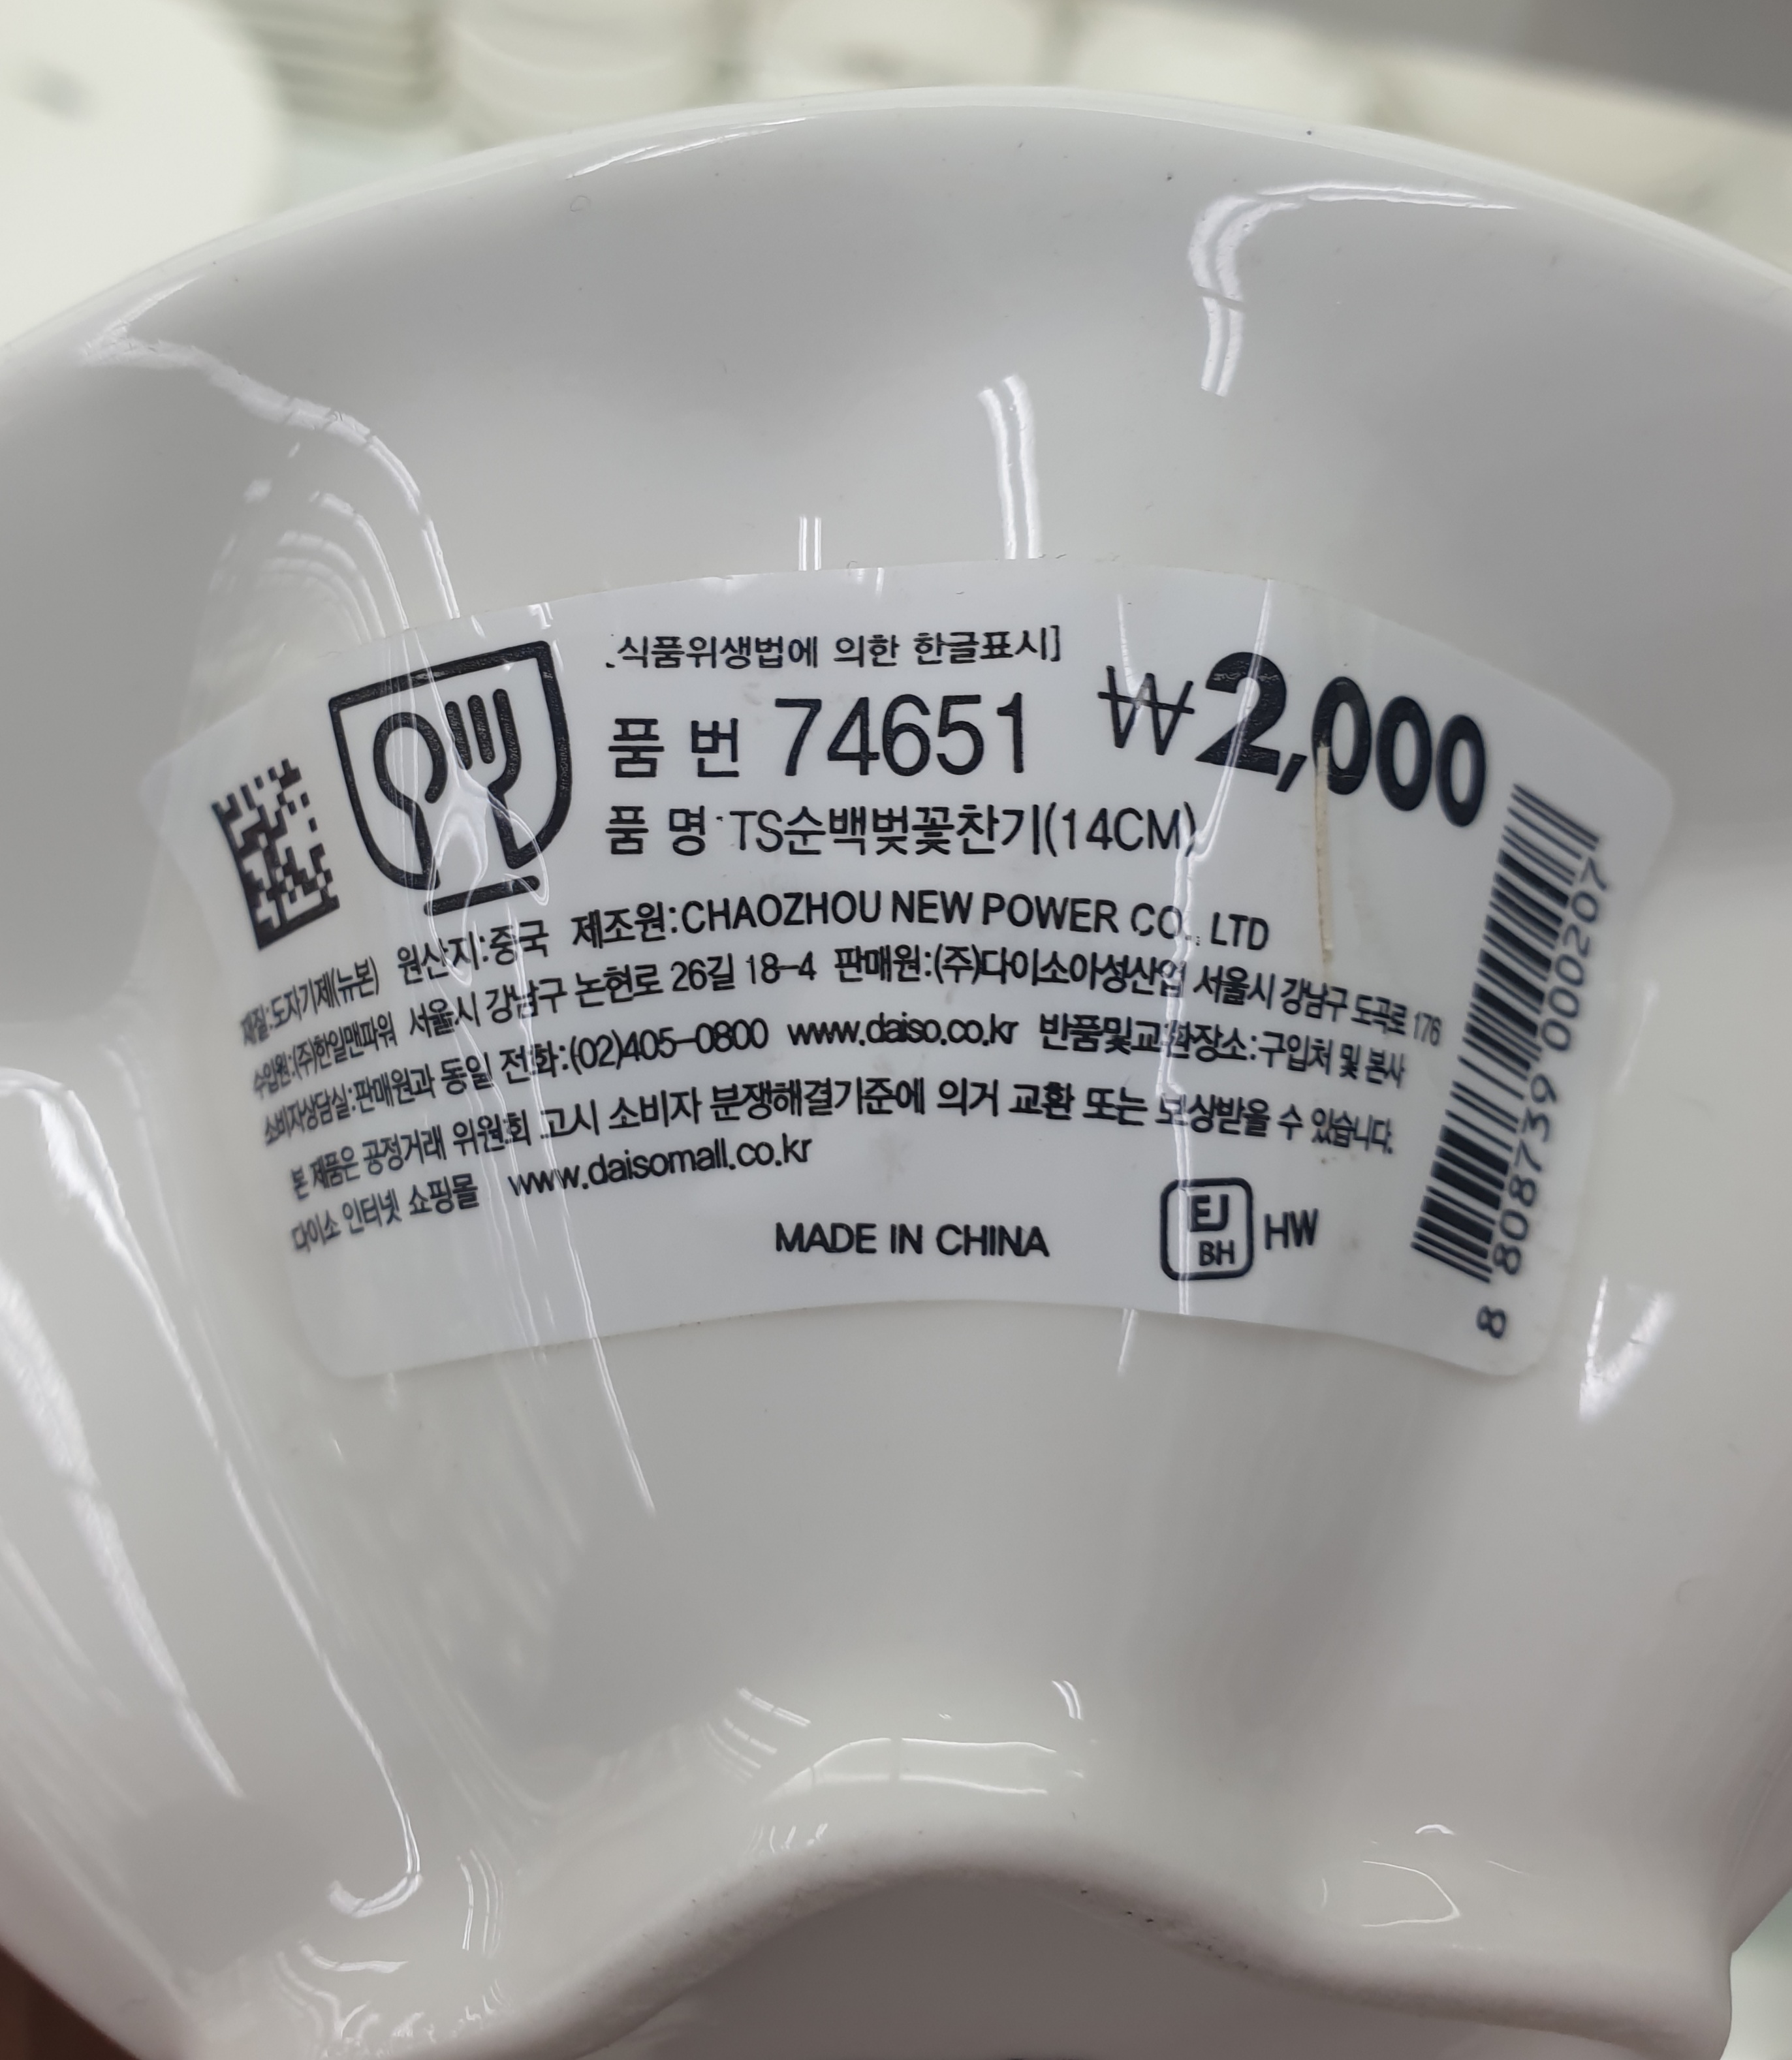 [식품위생법에 의한 한글표시]
품 번 74651 ₩2,000
품 명 TS순백벚꽃찬기(14CM)
재질:도자기제(뉴본) 원산지:중국 제조원:CHAOZHOU NEW POWER CO., LTD
수입원:(주)한일맨파워 서울시 강남구 논현로 26길 18-4 판매원:(주)다이소아성산업 서울시 강남구 도곡로 176
소비자상담실:판매원과 동일 전화:(02)405-0800 www.daiso.co.kr 반품및교환장소:구입처 및 본사
본 제품은 공정거래 위원회 고시 소비자 분쟁해결기준에 의거 교환 또는 보상받을 수 있습니다.
다이소 인터넷 쇼핑몰 www.daisomall.co.kr
MADE IN CHINA
EJ
BH
HW
8 808739 000207